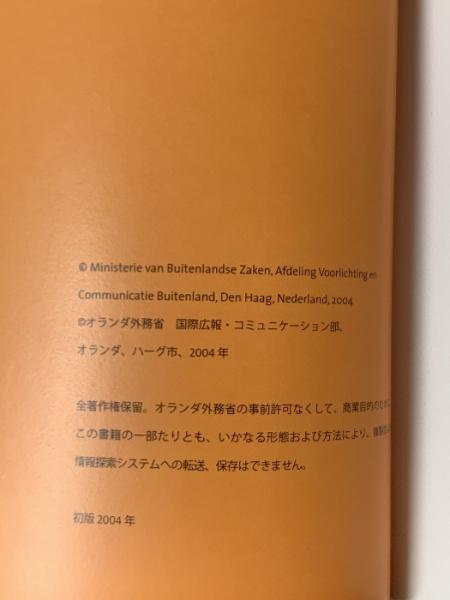 © Ministerie van Buitenlandse Zaken, Afdeling Voorlichting en
Communicatie Buitenland, Den Haag, Nederland, 2004
©オランダ外務省 国際広報・コミュニケーション部、
オランダ、ハーグ市、2004 年
全著作権保留。オランダ外務省の事前許可なくして、商業目的のために
この書籍の一部たりとも、いかなる形態および方法により、複製
情報探索システムへの転送、保存はできません。
初版 2004 年